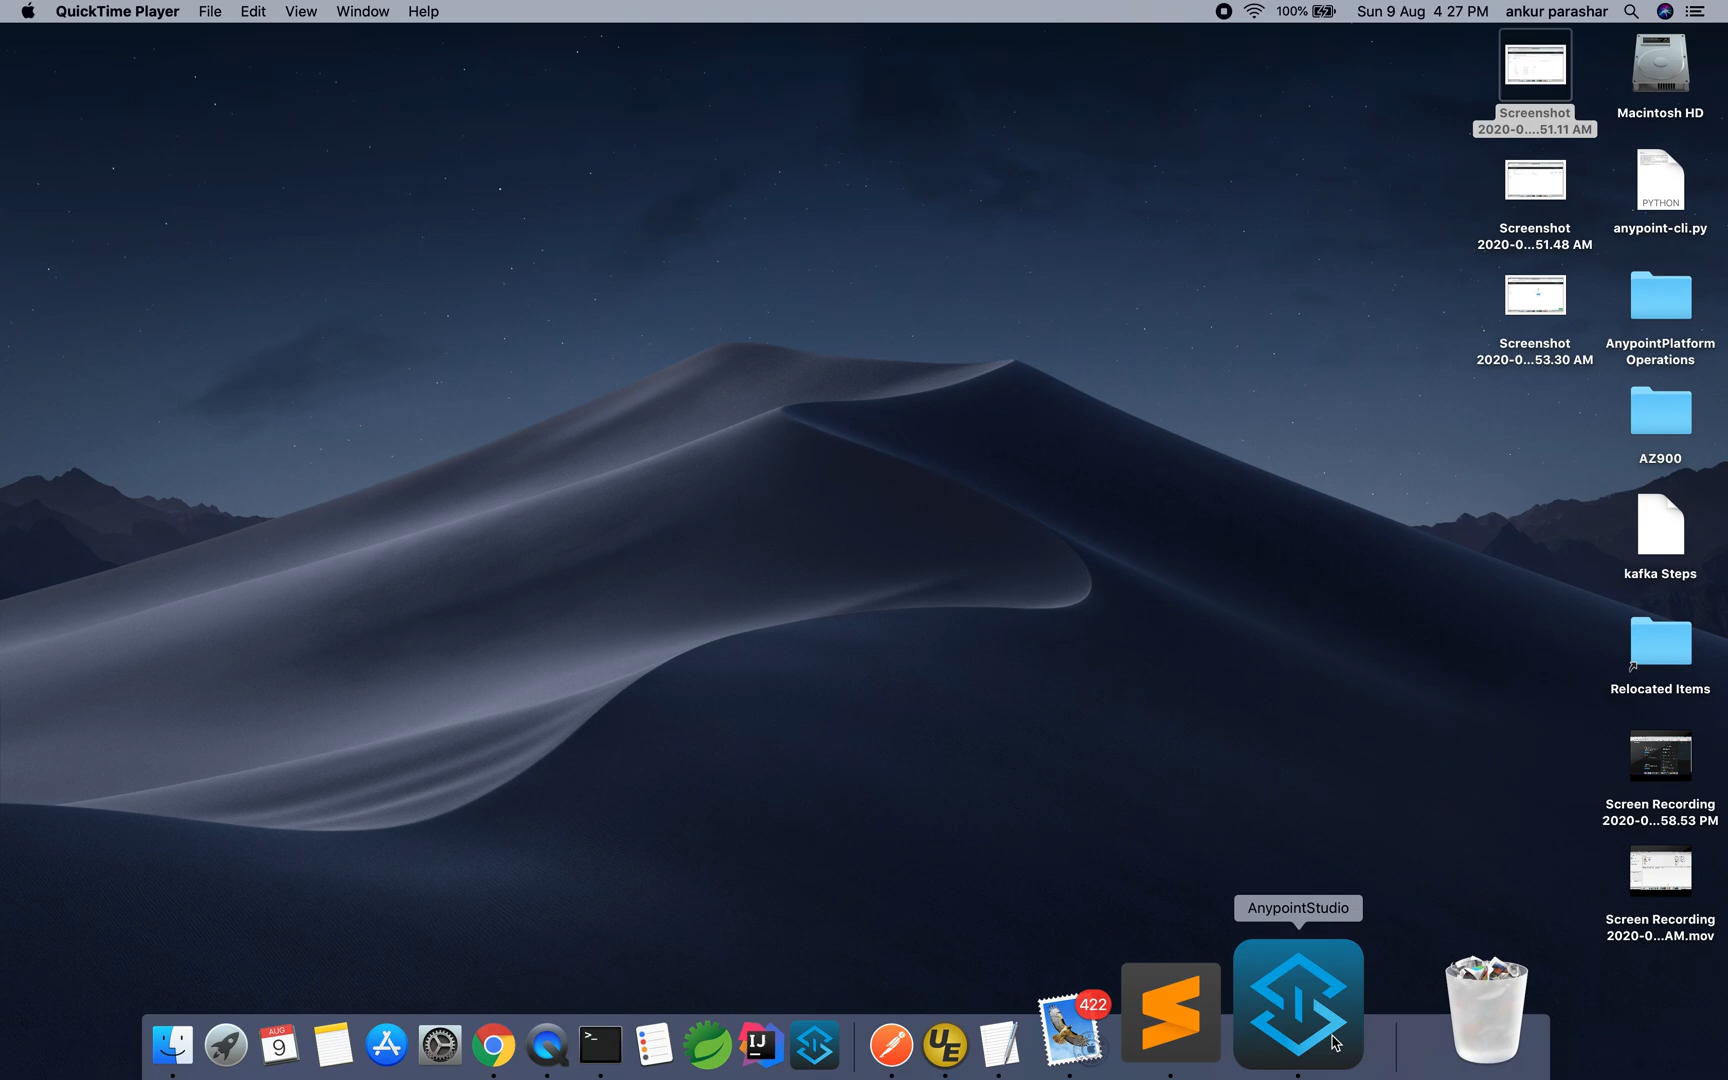 QuickTime Player File Edit View Window Help
100% Sun 9 Aug 4 27 PM ankur parashar
Screenshot
2020-0....51.11 AM
Macintosh HD
PYTHON
Screenshot
2020-0...51.48 AM
anypoint-cli.py
Screenshot
2020-0...53.30 AM
AnypointPlatform
Operations
AZ900
kafka Steps
Relocated Items
Screen Recording
2020-0...58.53 PM
Screen Recording
2020-0...AM.mov
AnypointStudio
422
AUG
9
>_
IJ
UE